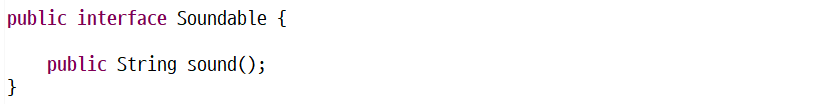 public interface Soundable {
    public String sound();
}